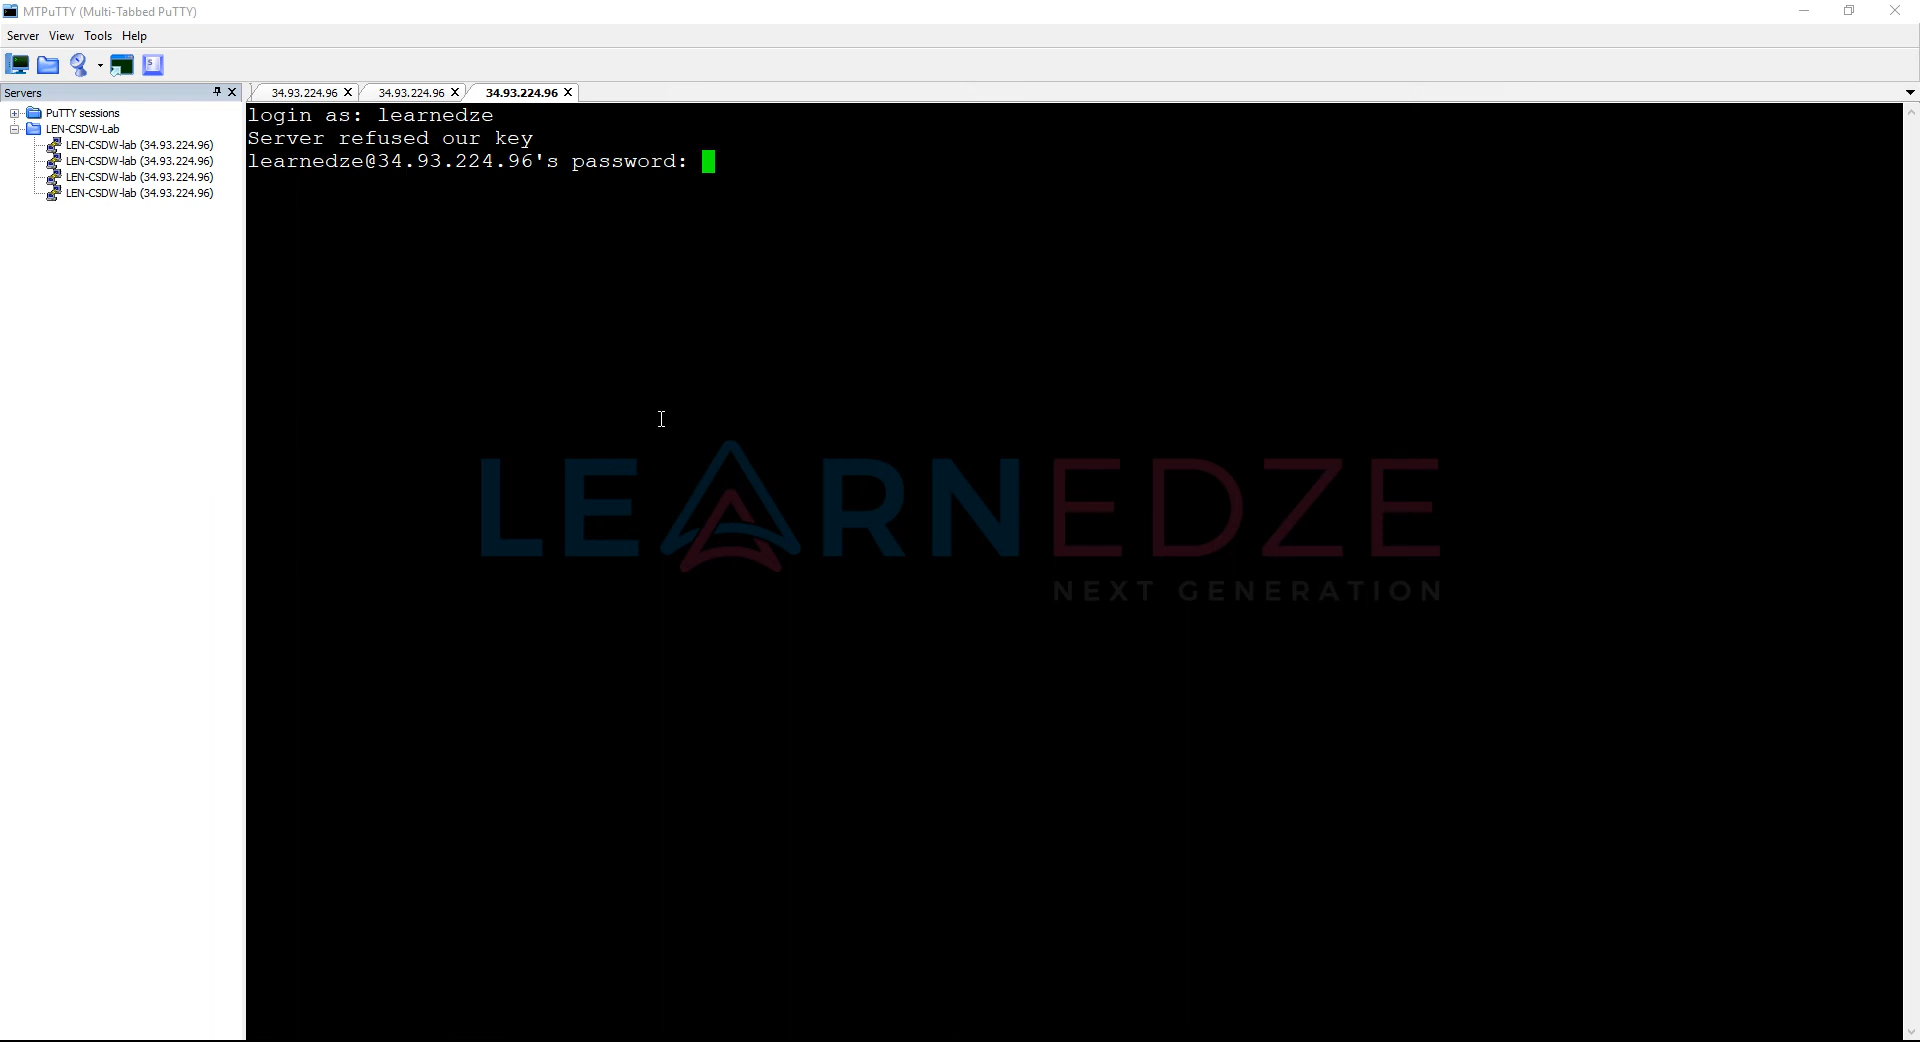 MTPuTTY (Multi-Tabbed PuTTY)
Server View Tools Help
Servers
PuTTY sessions
LEN-CSDW-Lab
LEN-CSDW-lab (34.93.224.96)
LEN-CSDW-lab (34.93.224.96)
LEN-CSDW-lab (34.93.224.96)
LEN-CSDW-lab (34.93.224.96)
34.93.224.96 34.93.224.96 34.93.224.96
login as: learnedze
Server refused our key
learnedze@34.93.224.96's password:
LEARNEDZE
NEXT GENERATION